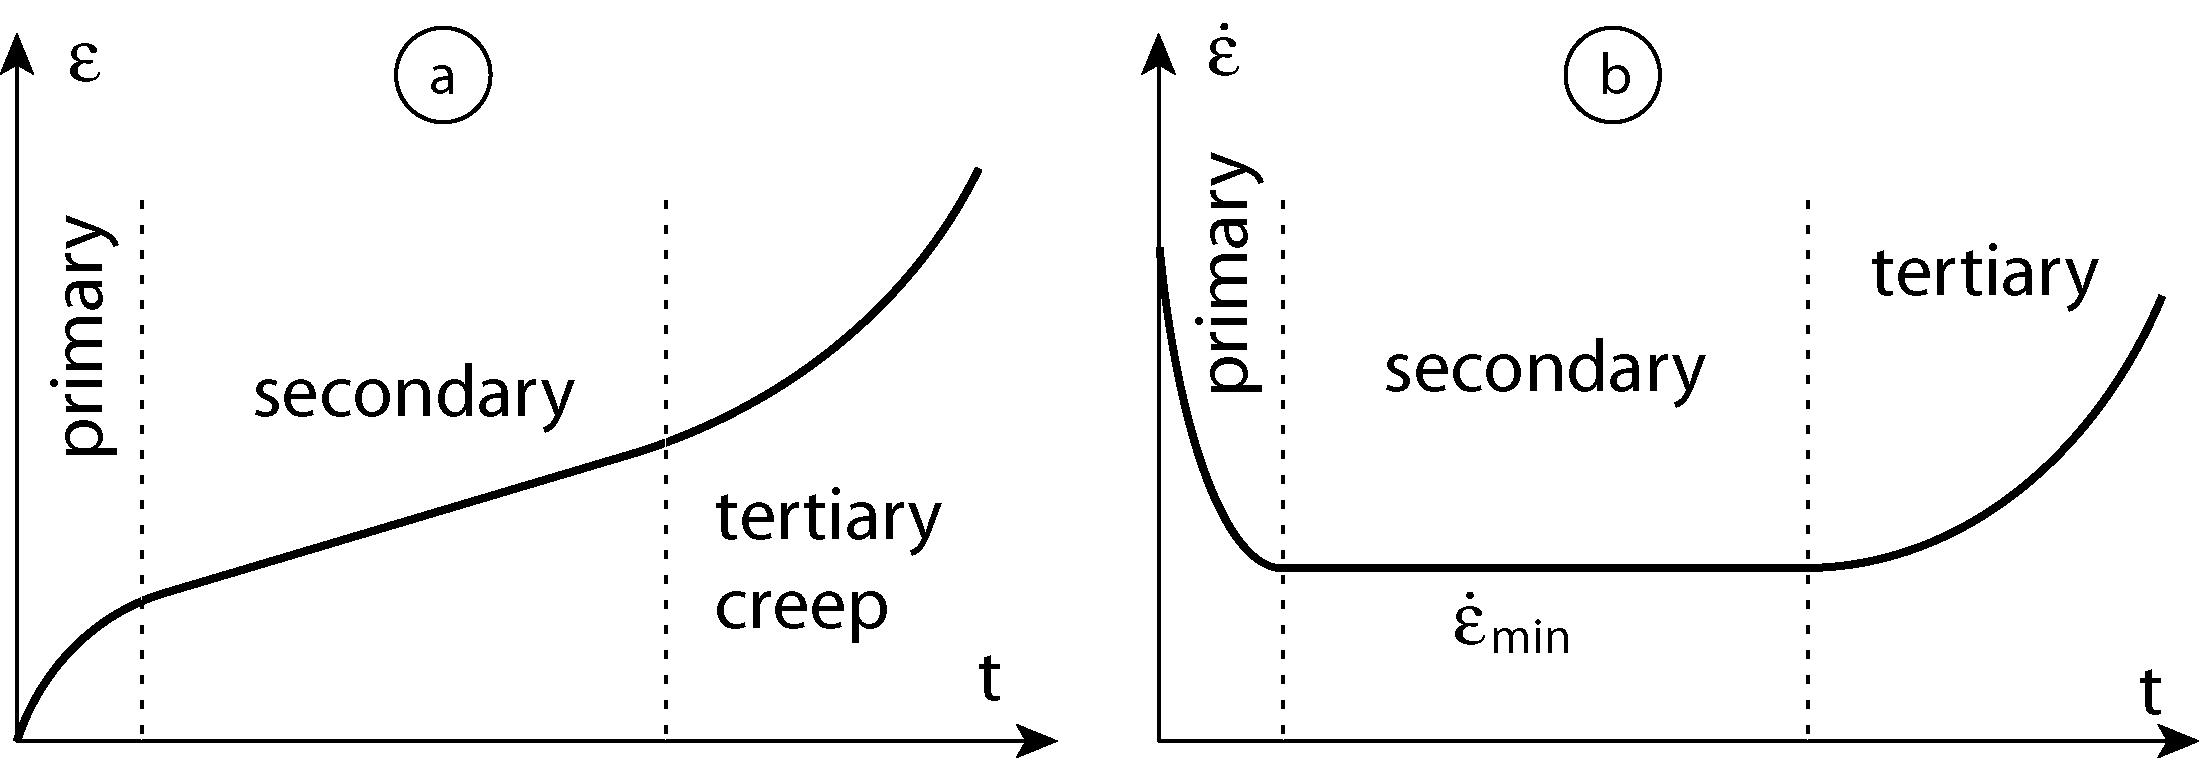 ε
a
primary
secondary
tertiary
creep
t
ε̇
b
primary
secondary
tertiary
ε̇min
t